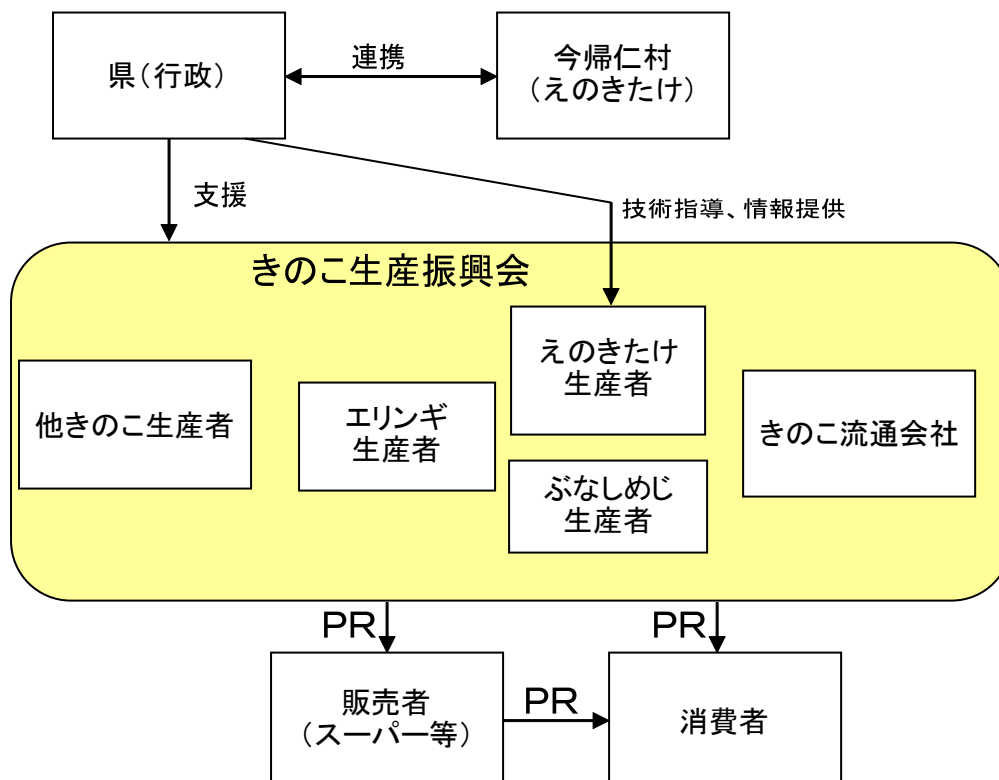 県(行政)
連携
今帰仁村
(えのきたけ)
支援
技術指導、情報提供
きのこ生産振興会
他きのこ生産者
エリンギ
生産者
えのきたけ
生産者
ぶなしめじ
生産者
きのこ流通会社
PR
PR
販売者
(スーパー等)
PR
消費者